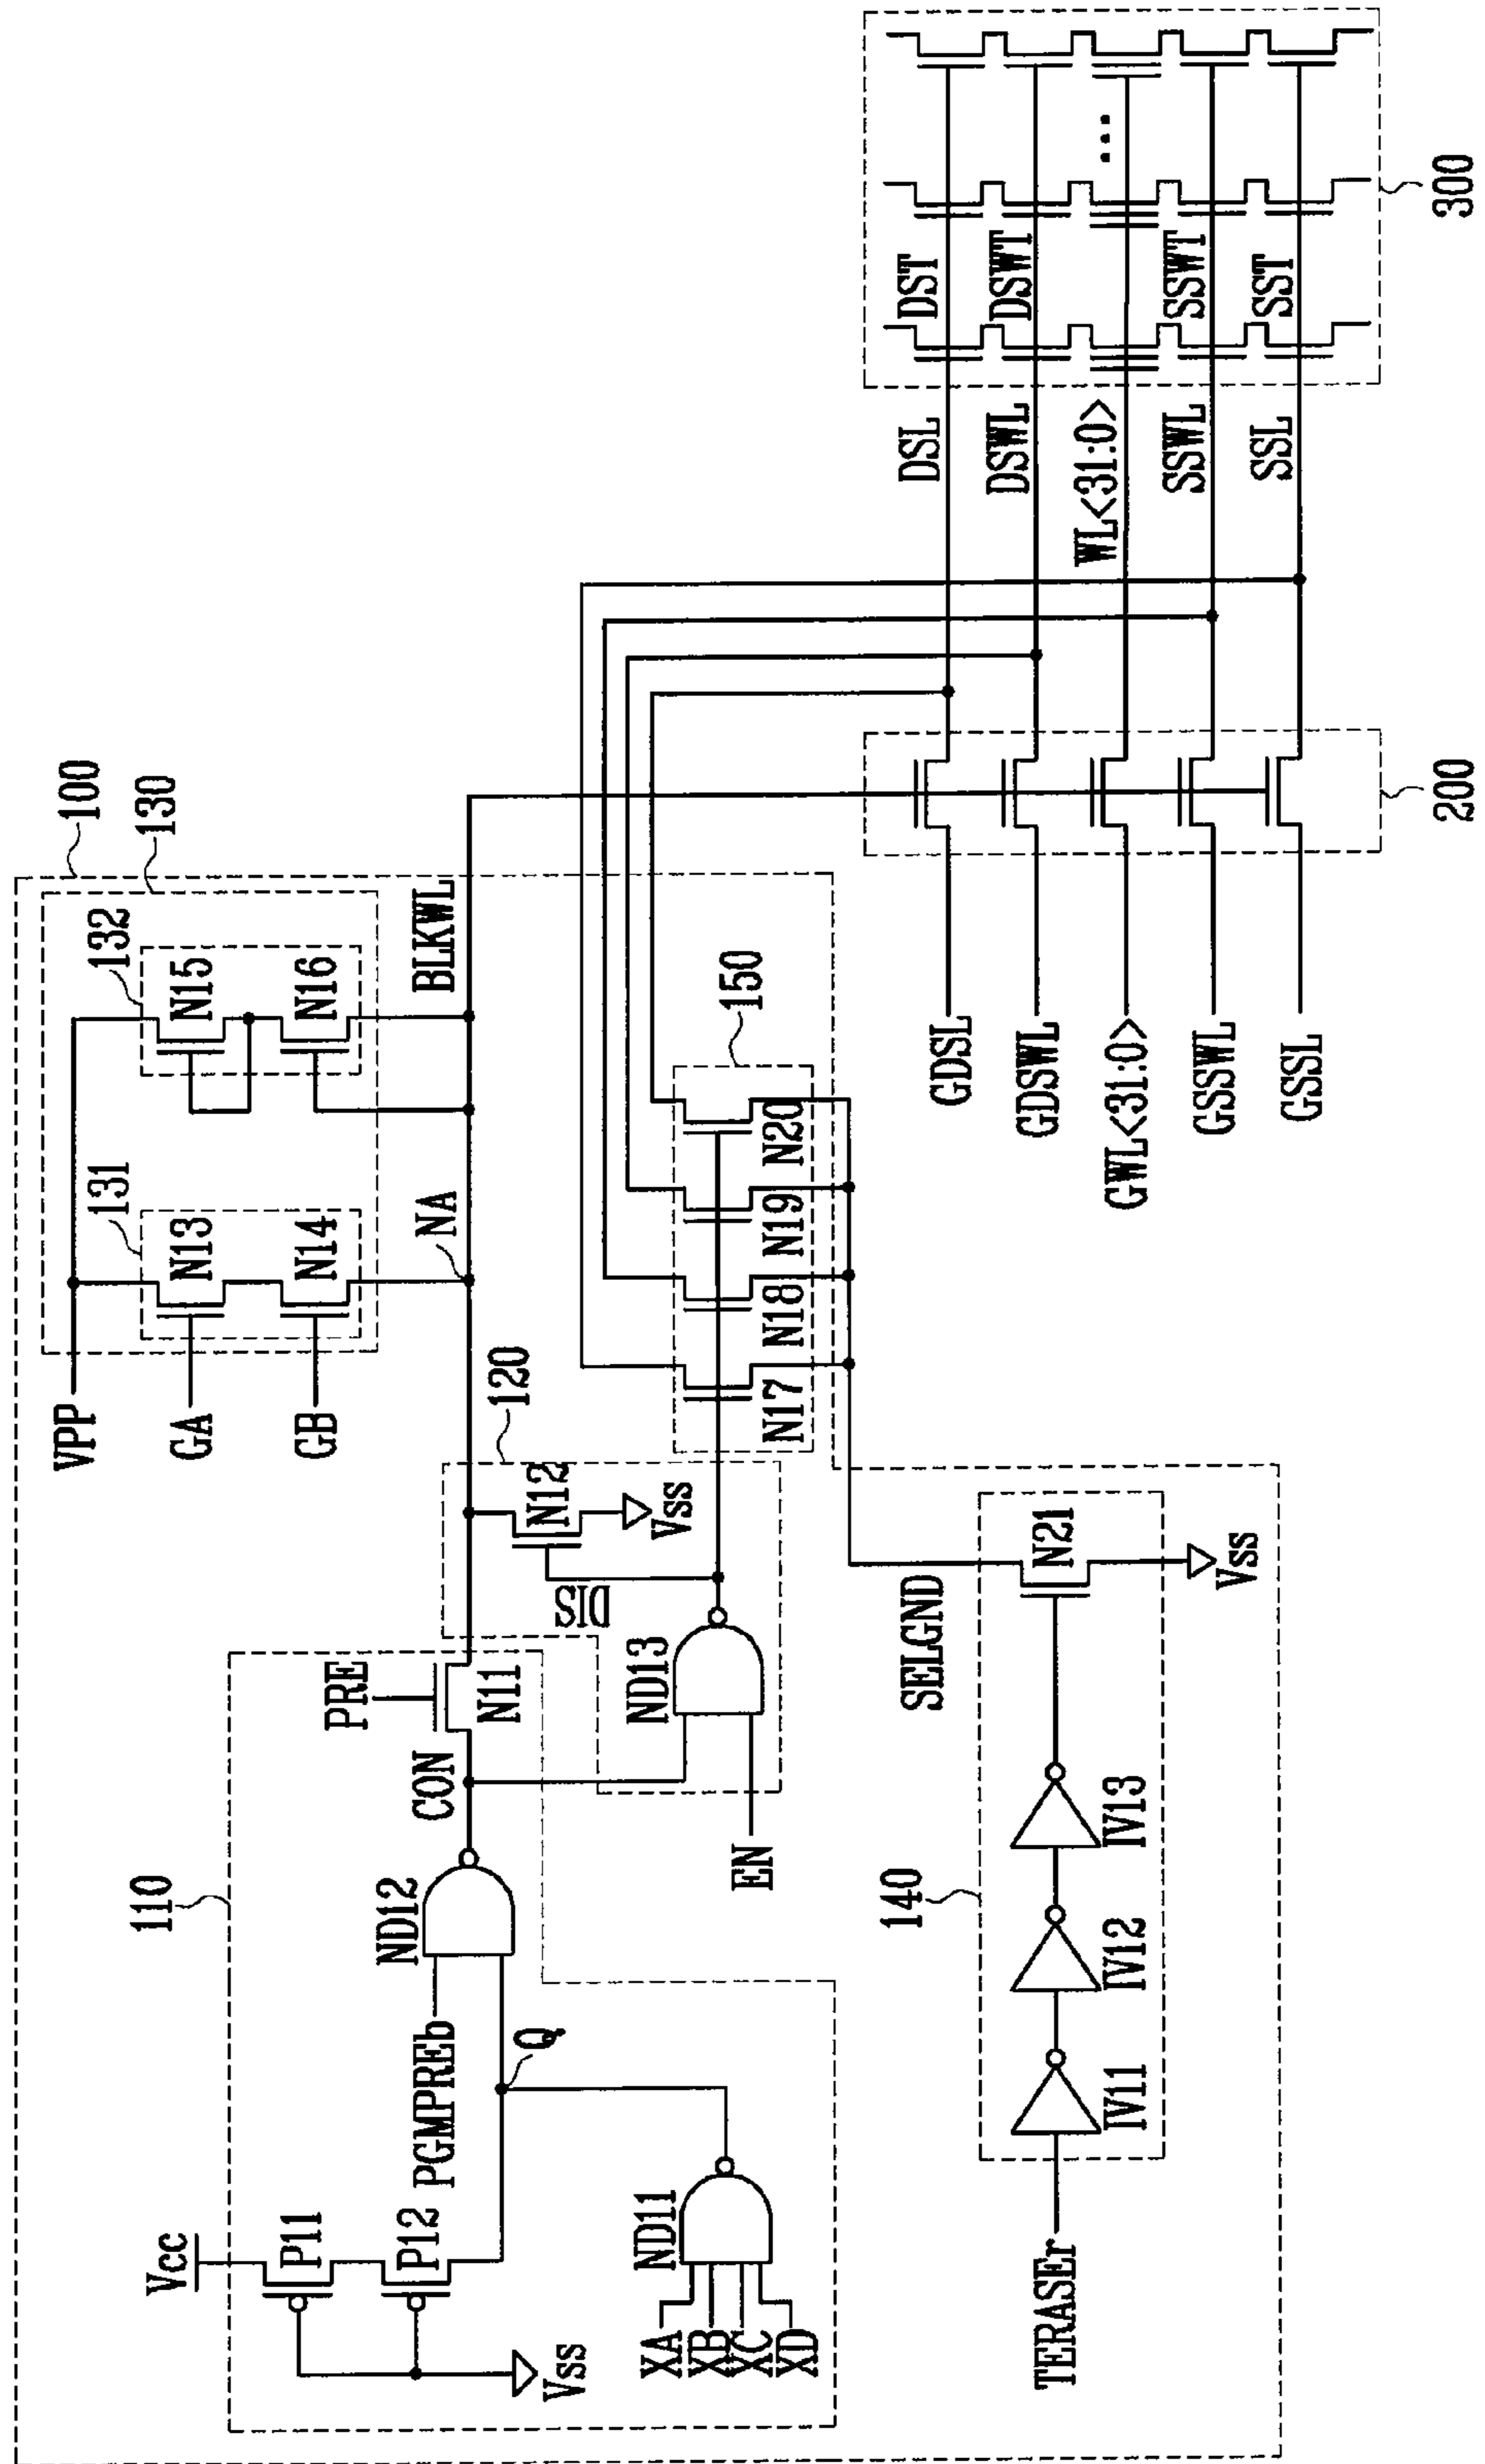 100
130
132
131
VPP
GA
GB
N13
N14
N15
N16
NA
BLKWL
110
Vcc
P11
P12
Vss
PGMPREb
Q
ND12
CON
PRE
N11
XA
XB
XC
XD
ND11
120
N12
Vss
DIS
ND13
EN
150
N17
N18
N19
N20
SELGND
140
TERASEr
IV11
IV12
IV13
N21
Vss
GDSL
GDSWL
GWL<31:0>
GSSWL
GSSL
200
DSL
DSWL
WL<31:0>
SSWL
SSL
DST
DSWT
SSWT
SST
...
300